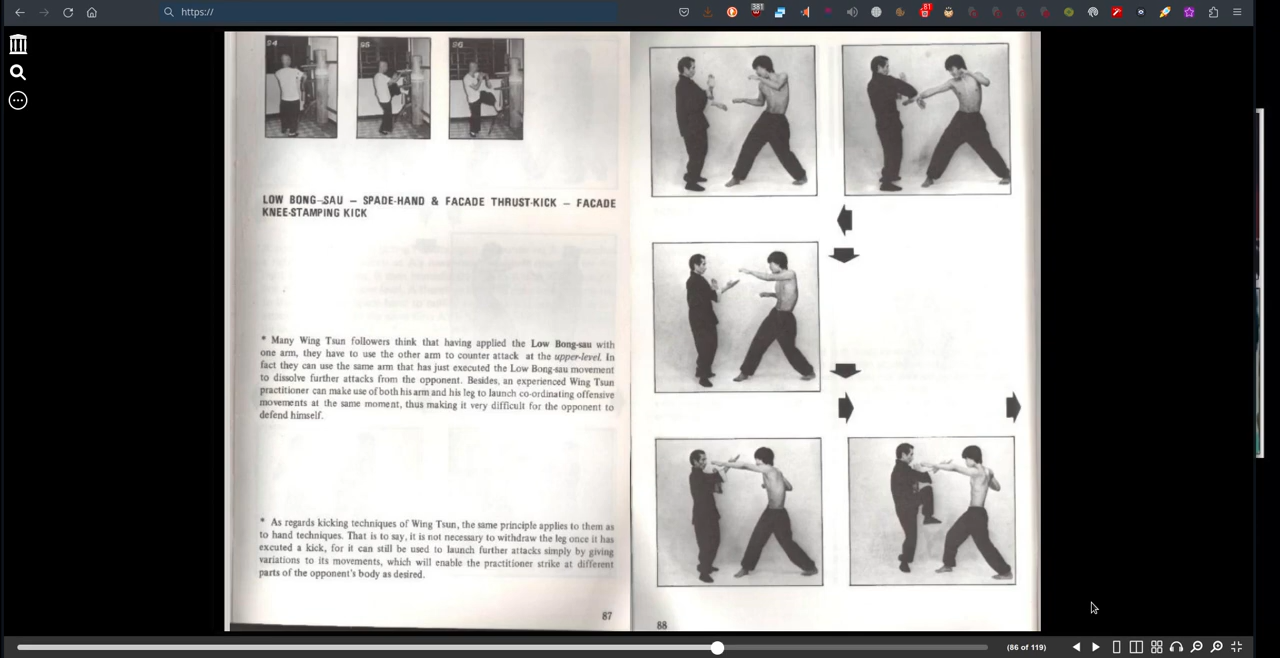 https://
381
81
94
95
96
LOW BONG-SAU – SPADE-HAND & FACADE THRUST-KICK – FACADE
KNEE-STAMPING KICK
* Many Wing Tsun followers think that having applied the Low Bong-sau with
one arm, they have to use the other arm to counter attack at the upper-level. In
fact they can use the same arm that has just executed the Low Bong-sau movement
to dissolve further attacks from the opponent. Besides, an experienced Wing Tsun
practitioner can make use of both his arm and his leg to launch co-ordinating offensive
movements at the same moment, thus making it very difficult for the opponent to
defend himself.
* As regards kicking techniques of Wing Tsun, the same principle applies to them as
to hand techniques. That is to say, it is not necessary to withdraw the leg once it has
excuted a kick, for it can still be used to launch further attacks simply by giving
variations to its movements, which will enable the practitioner strike at different
parts of the opponent's body as desired.
87
88
(86 of 119)